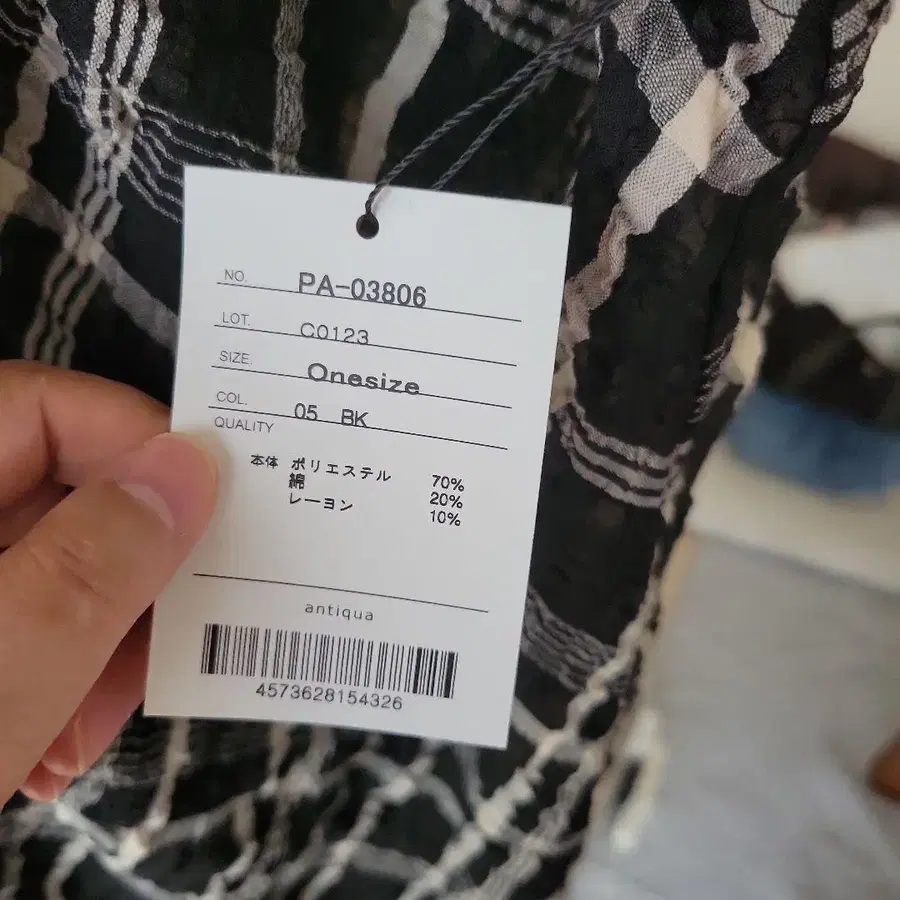 NO. PA-03806
LOT. C0123
SIZE. Onesize
COL. 05 BK
QUALITY
本体 ポリエステル 70%
綿 20%
レーヨン 10%
antiqua
4573628154326